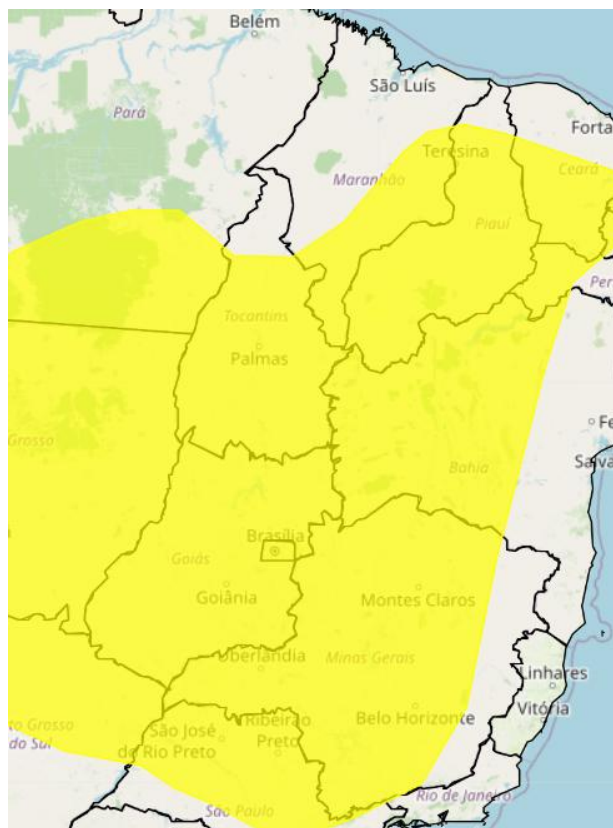 Belém
São Luís
Pará
Forta
Teresina
Maranhão
Ceará
Piauí
Per
Tocantins
Palmas
Fe
Grosso
Bahia
Salva
Brasília
Goiás
Goiânia
Montes Claros
Uberlândia
Minas Gerais
Linhares
Vitória
to Grosso
do Sul
São José
do Rio Preto
Ribeirão
Preto
Belo Horizonte
Rio de Janeiro
São Paulo